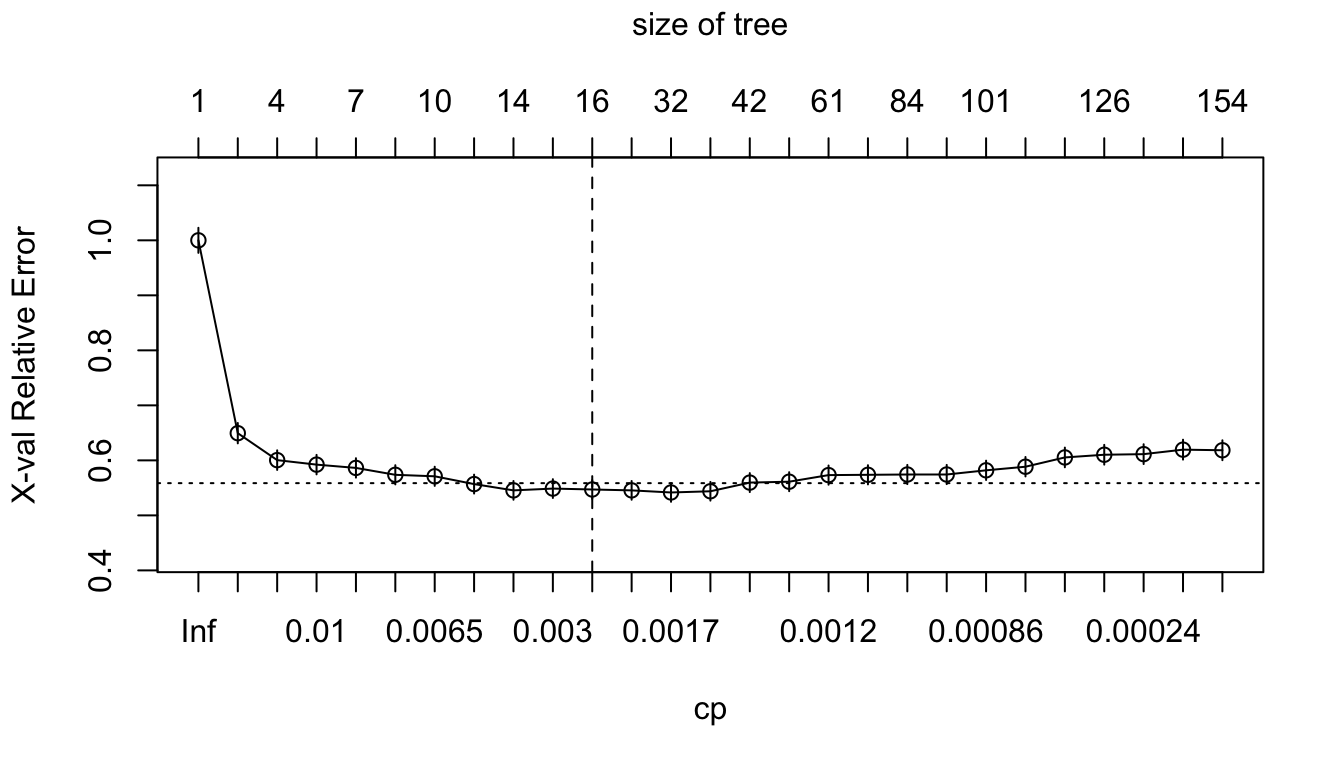 size of tree
1 4 7 10 14 16 32 42 61 84 101 126 154
X-val Relative Error
1.0
0.8
0.6
0.4
Inf 0.01 0.0065 0.003 0.0017 0.0012 0.00086 0.00024
cp